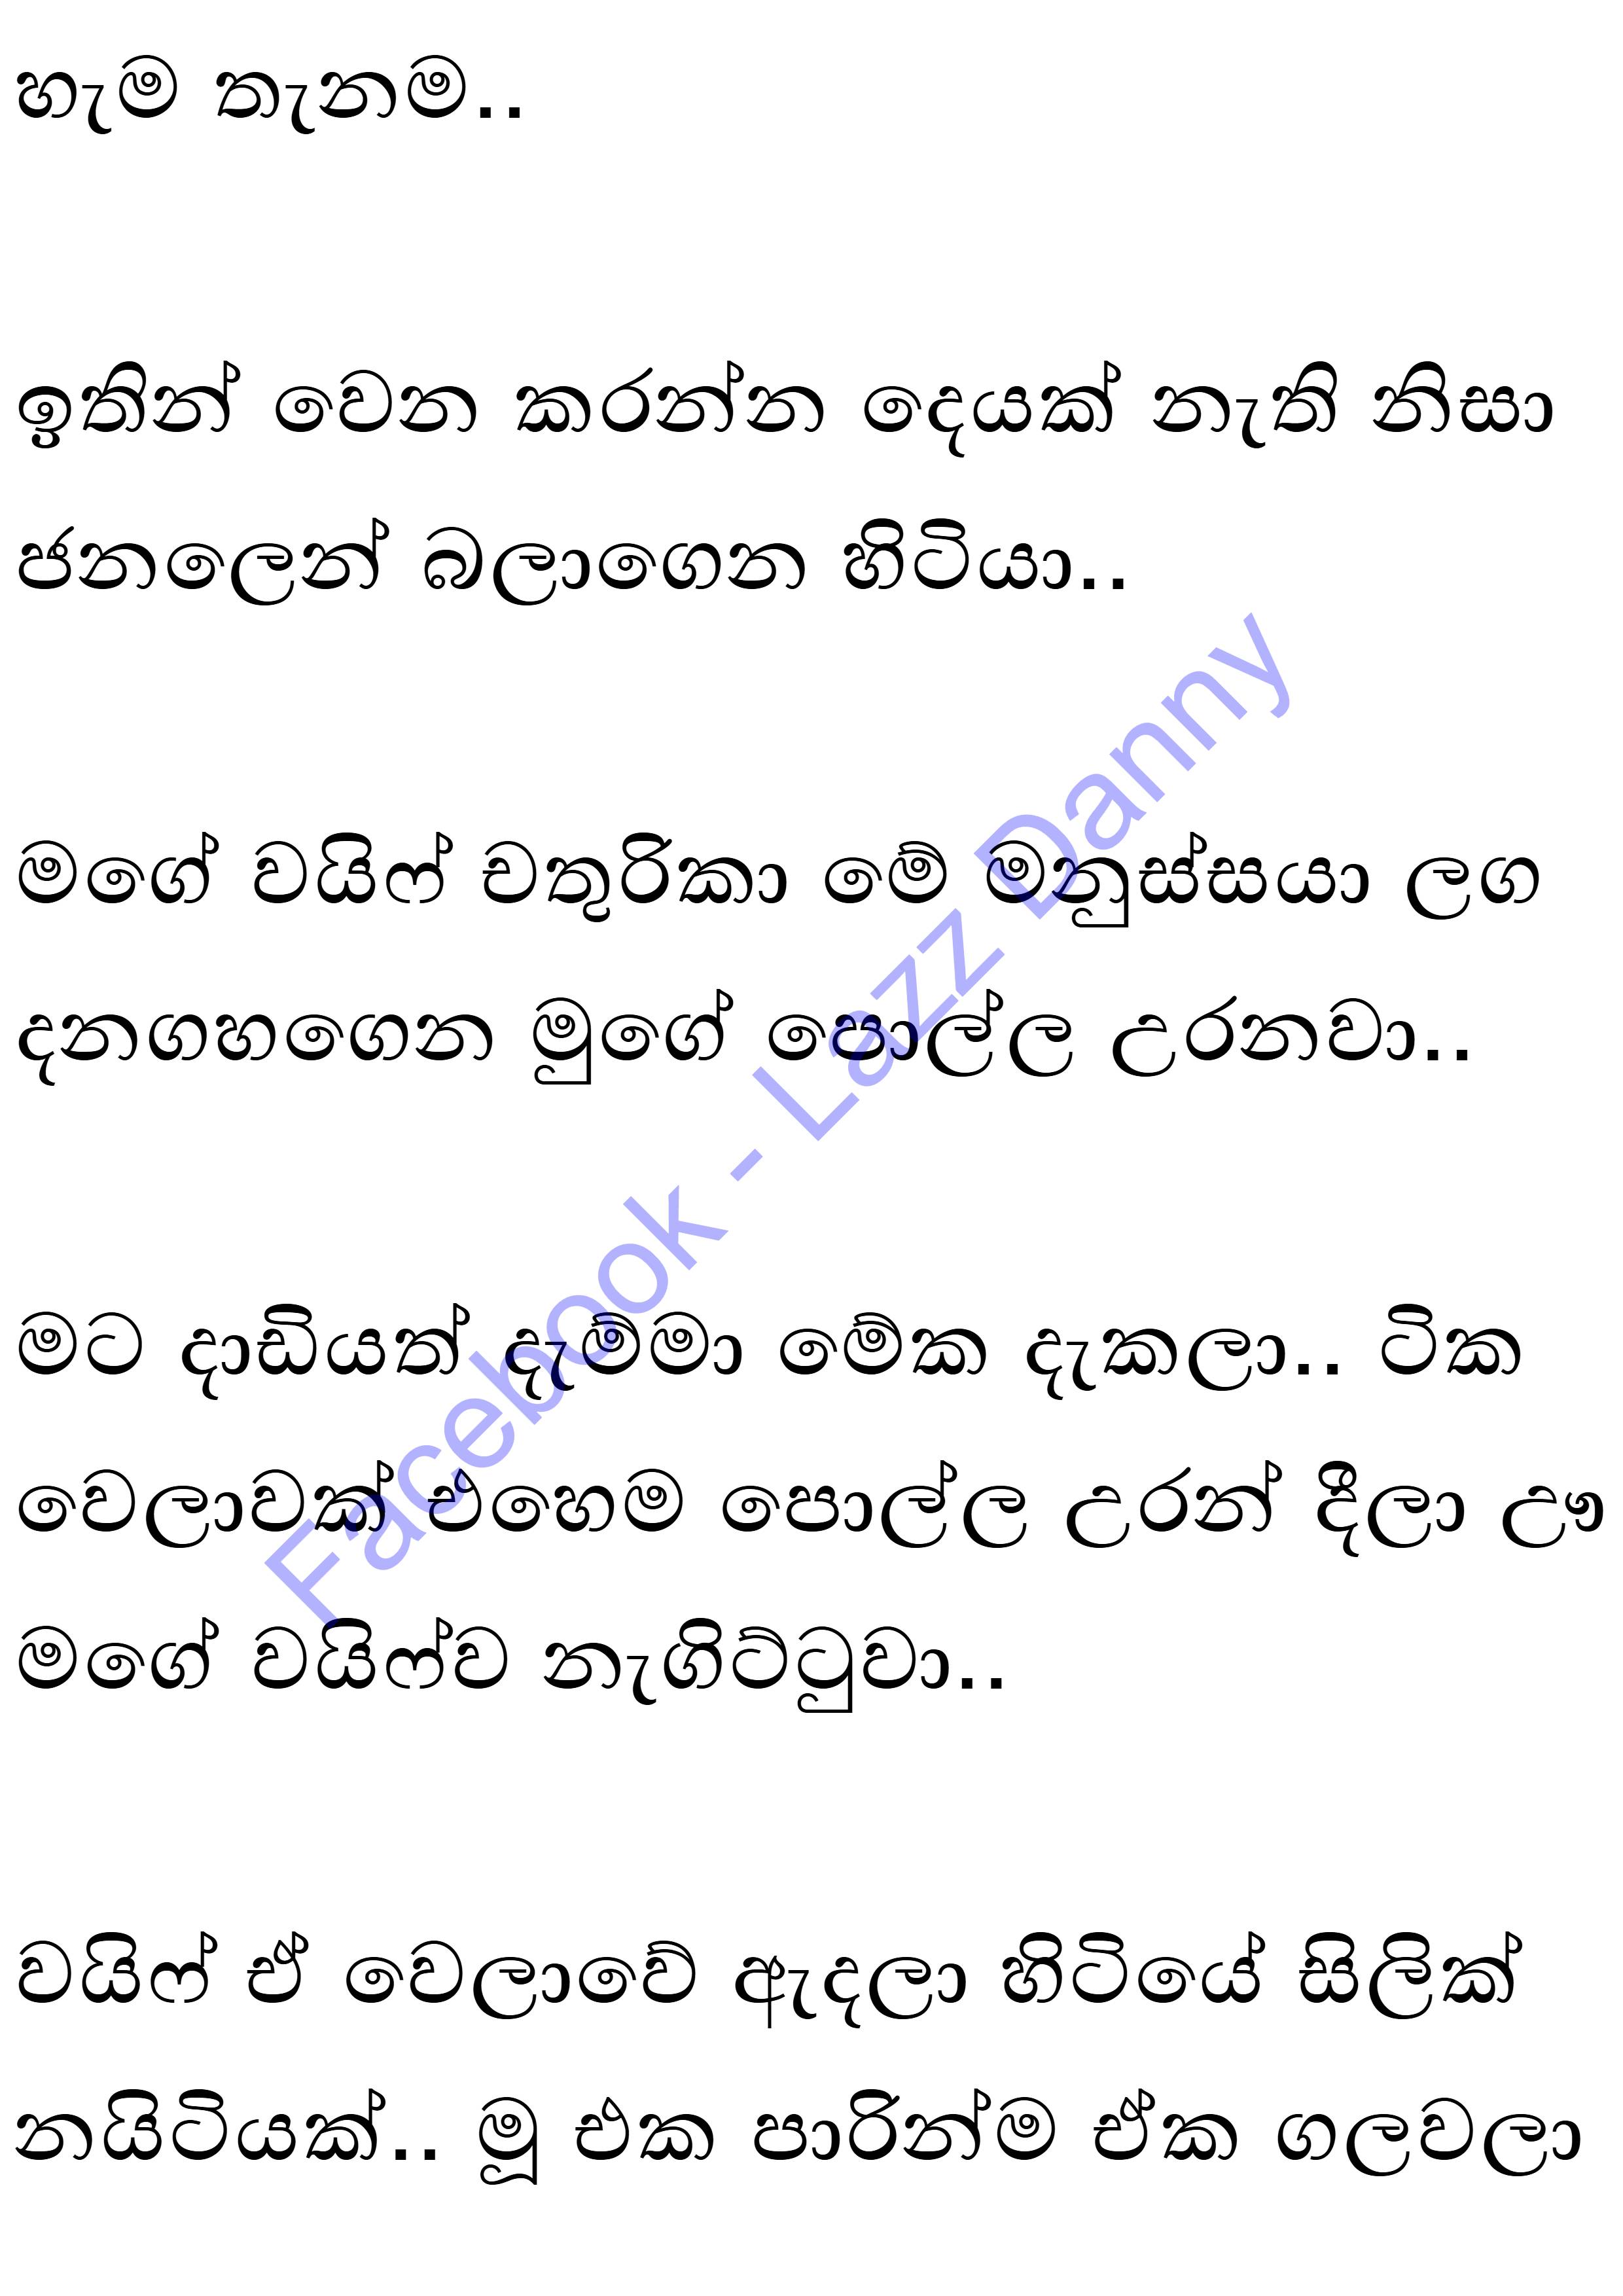 හැම තැනම..
ඉතින් වෙන කරන්න දෙයක් නැති නිසා
ජනලෙන් බලාගෙන හිටියා..
මගේ වයිෆ් චතුරිකා මේ මනුස්සයා ලග
දනගහගෙන මුගේ පොල්ල උරනවා..
මට දාඩියත් දැම්මා මේක දැකලා.. ටික
වෙලාවක් එහෙම පොල්ල උරන් දීලා ඌ
මගේ වයිෆ්ව නැගිට්ටුවා..
වයිෆ් ඒ වෙලාවේ ඇදලා හිටියේ සිලික්
නයිටියක්.. මූ එක පාරින්ම ඒක ගලවලා
Facebook - Lazz Danny